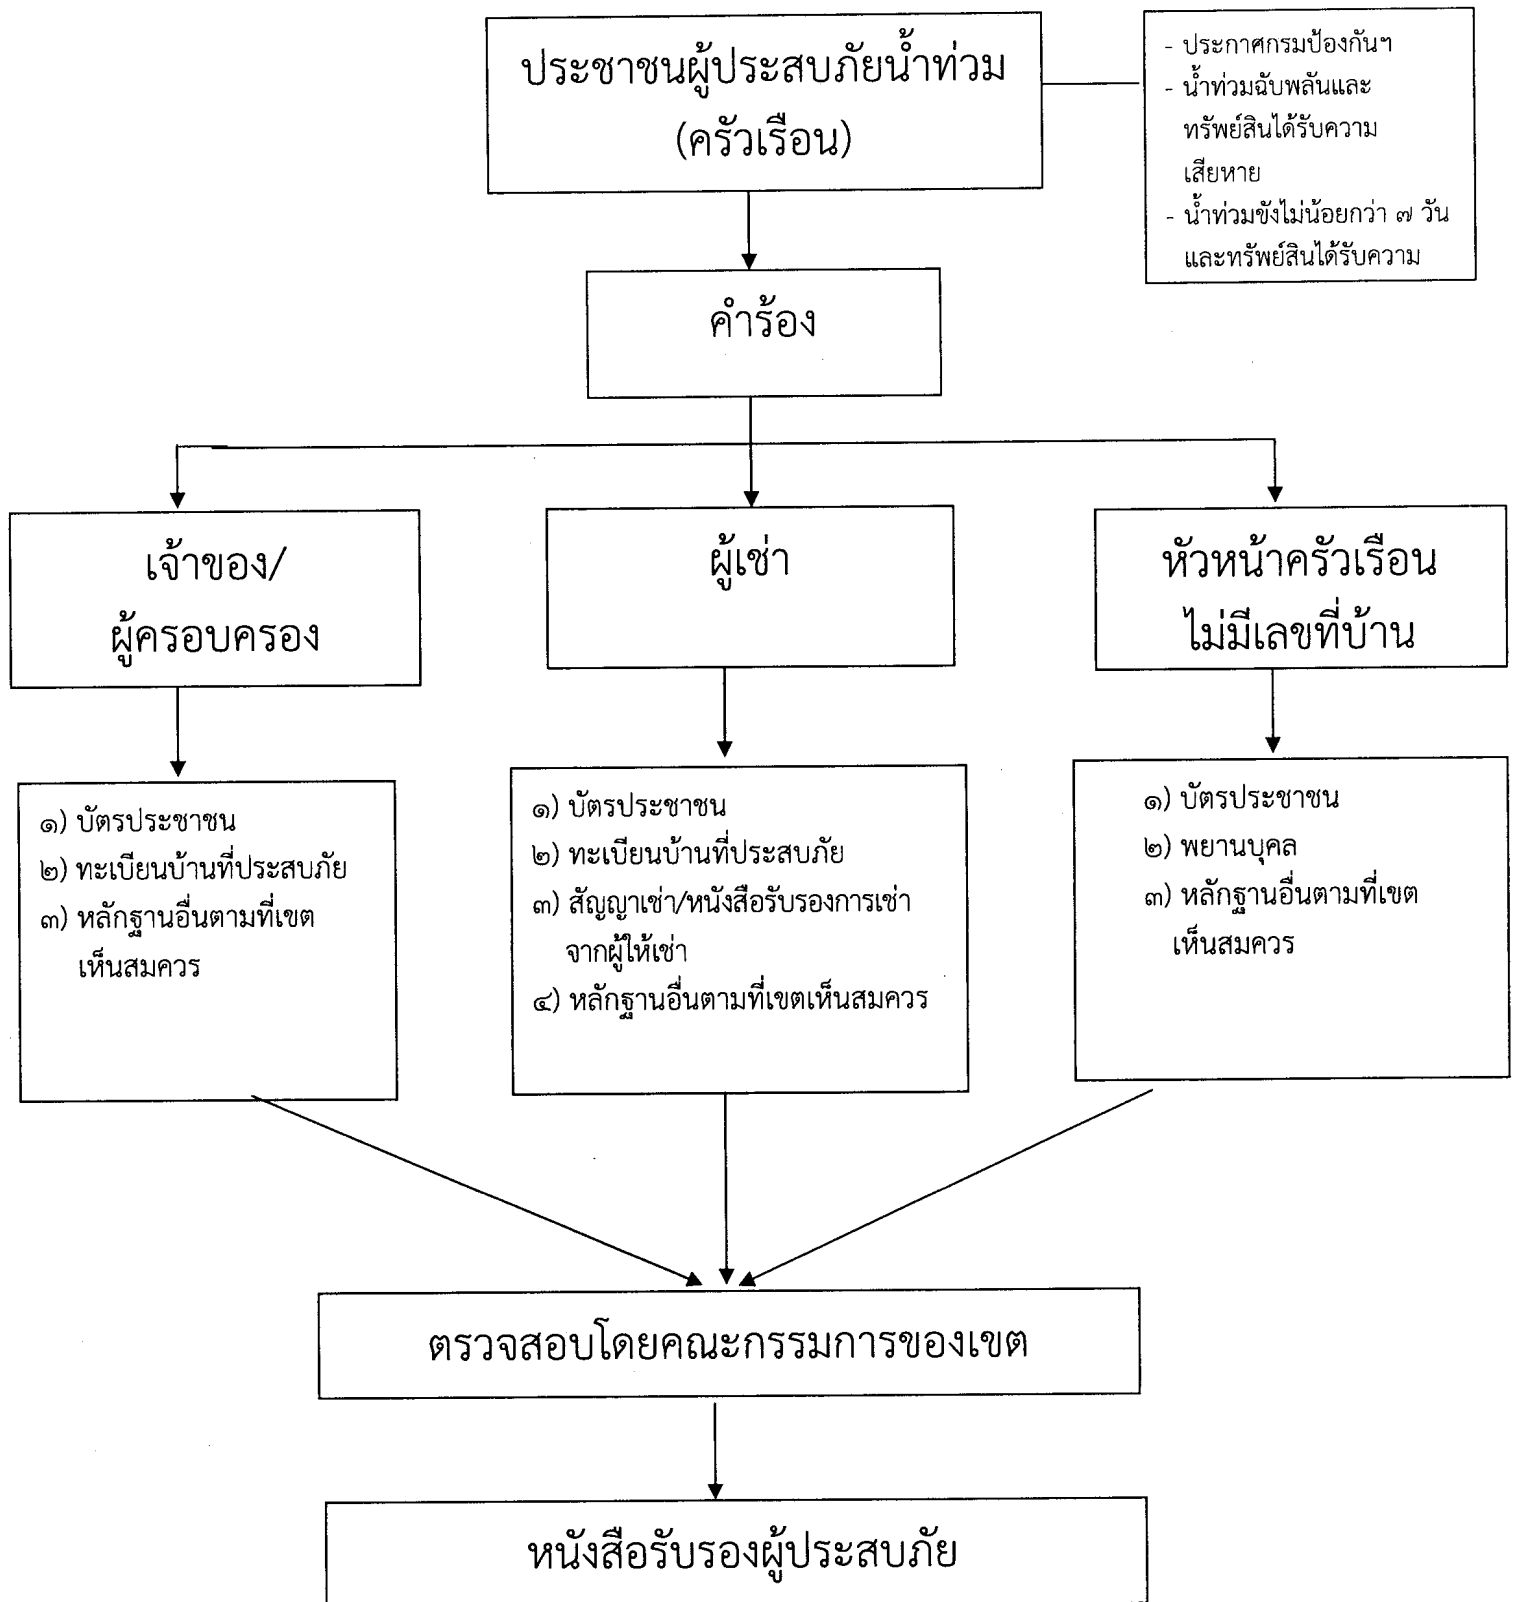 ประชาชนผู้ประสบภัยน้ำท่วม
(ครัวเรือน)
- ประกาศกรมป้องกันฯ
- น้ำท่วมฉับพลันและ
ทรัพย์สินได้รับความ
เสียหาย
- น้ำท่วมขังไม่น้อยกว่า ๗ วัน
และทรัพย์สินได้รับความ
คำร้อง
เจ้าของ/
ผู้ครอบครอง
ผู้เช่า
หัวหน้าครัวเรือน
ไม่มีเลขที่บ้าน
๑) บัตรประชาชน
๒) ทะเบียนบ้านที่ประสบภัย
๓) หลักฐานอื่นตามที่เขต
เห็นสมควร
๑) บัตรประชาชน
๒) ทะเบียนบ้านที่ประสบภัย
๓) สัญญาเช่า/หนังสือรับรองการเช่า
จากผู้ให้เช่า
๔) หลักฐานอื่นตามที่เขตเห็นสมควร
๑) บัตรประชาชน
๒) พยานบุคล
๓) หลักฐานอื่นตามที่เขต
เห็นสมควร
ตรวจสอบโดยคณะกรรมการของเขต
หนังสือรับรองผู้ประสบภัย